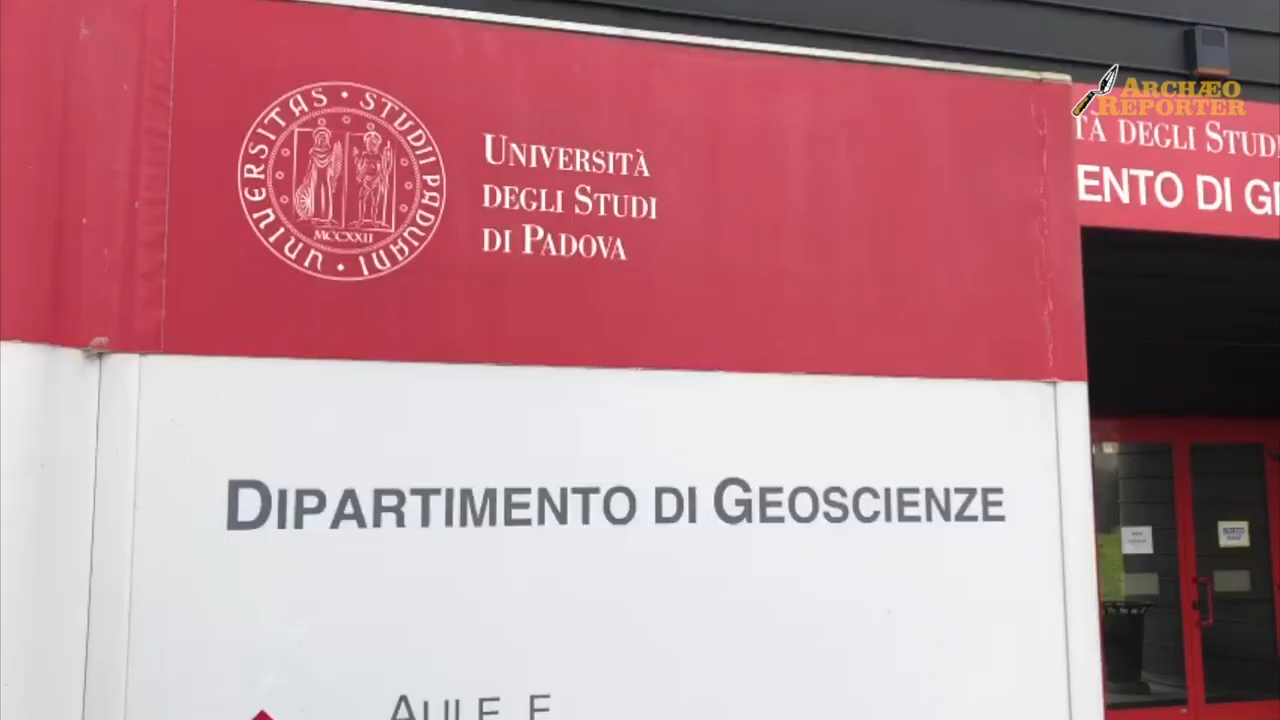 UNIVERSITAS • STUDII PADUANI •
MCCXXII
UNIVERSITÀ
DEGLI STUDI
DI PADOVA
ARCHÆO
REPORTER
TÀ DEGLI STUDI
ENTO DI GE
DIPARTIMENTO DI GEOSCIENZE
AULE E